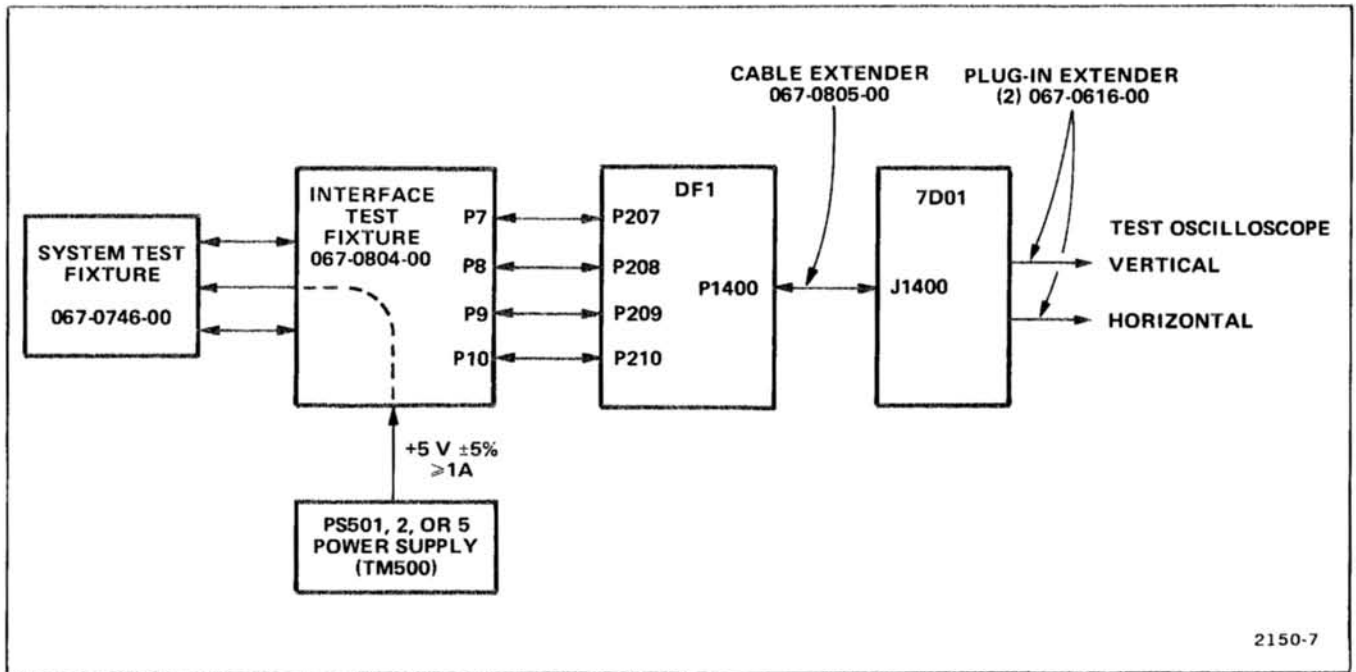 CABLE EXTENDER
067-0805-00
PLUG-IN EXTENDER
(2) 067-0616-00
SYSTEM TEST
FIXTURE
067-0746-00
INTERFACE
TEST
FIXTURE
067-0804-00
P7
P8
P9
P10
DF1
P207
P208
P209
P210
P1400
7D01
J1400
TEST OSCILLOSCOPE
VERTICAL
HORIZONTAL
+5 V ±5%
⩾1A
PS501, 2, OR 5
POWER SUPPLY
(TM500)
2150-7